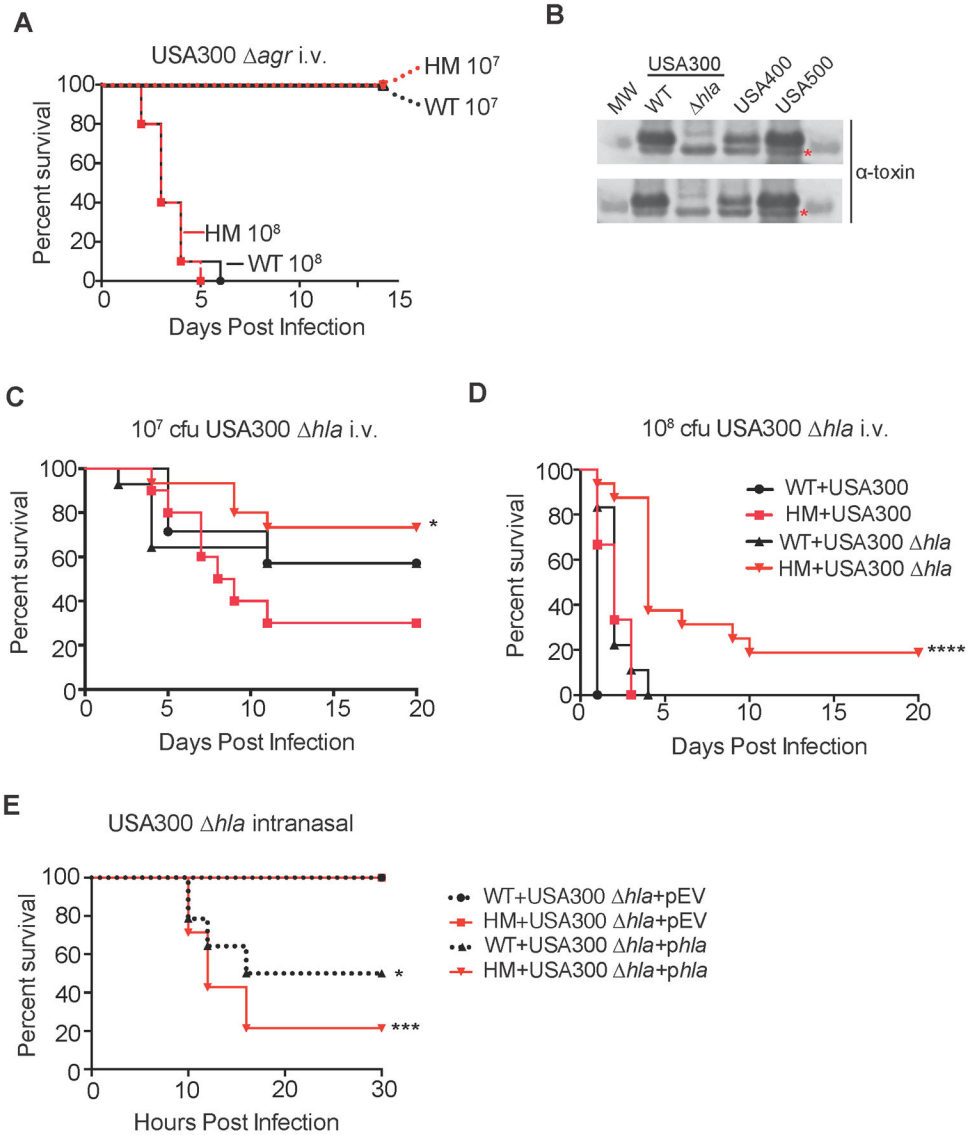 A
USA300 Δagr i.v.
Percent survival
100
80
60
40
20
0
0 5 10 15
Days Post Infection
HM 10⁷
WT 10⁷
HM 10⁸
WT 10⁸
B
USA300
MW WT Δhla USA400 USA500
*
*
α-toxin
C
10⁷ cfu USA300 Δhla i.v.
Percent survival
100
80
60
40
20
0
*
0 5 10 15 20
Days Post Infection
D
10⁸ cfu USA300 Δhla i.v.
Percent survival
100
80
60
40
20
0
WT+USA300
HM+USA300
WT+USA300 Δhla
HM+USA300 Δhla
****
0 5 10 15 20
Days Post Infection
E
USA300 Δhla intranasal
Percent survival
100
80
60
40
20
0
*
***
0 10 20 30
Hours Post Infection
WT+USA300 Δhla+pEV
HM+USA300 Δhla+pEV
WT+USA300 Δhla+phla
HM+USA300 Δhla+phla